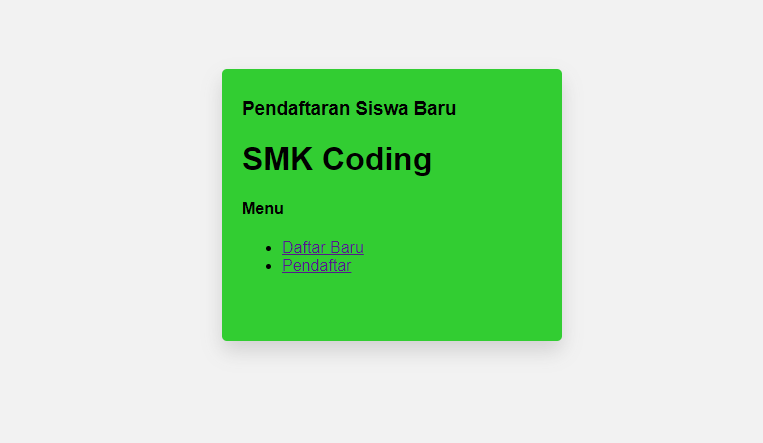 Pendaftaran Siswa Baru
SMK Coding
Menu
Daftar Baru
Pendaftar